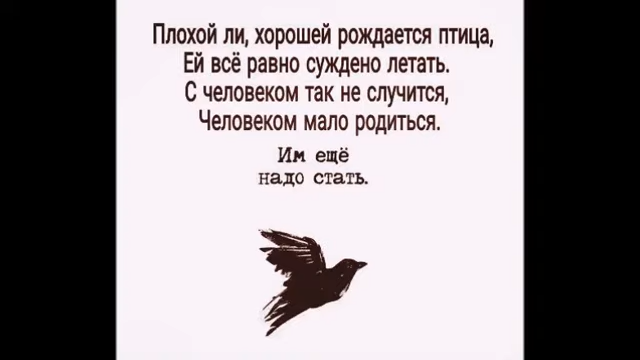 Плохой ли, хорошей рождается птица,
Ей всё равно суждено летать.
С человеком так не случится,
Человеком мало родиться.
Им ещё
надо стать.